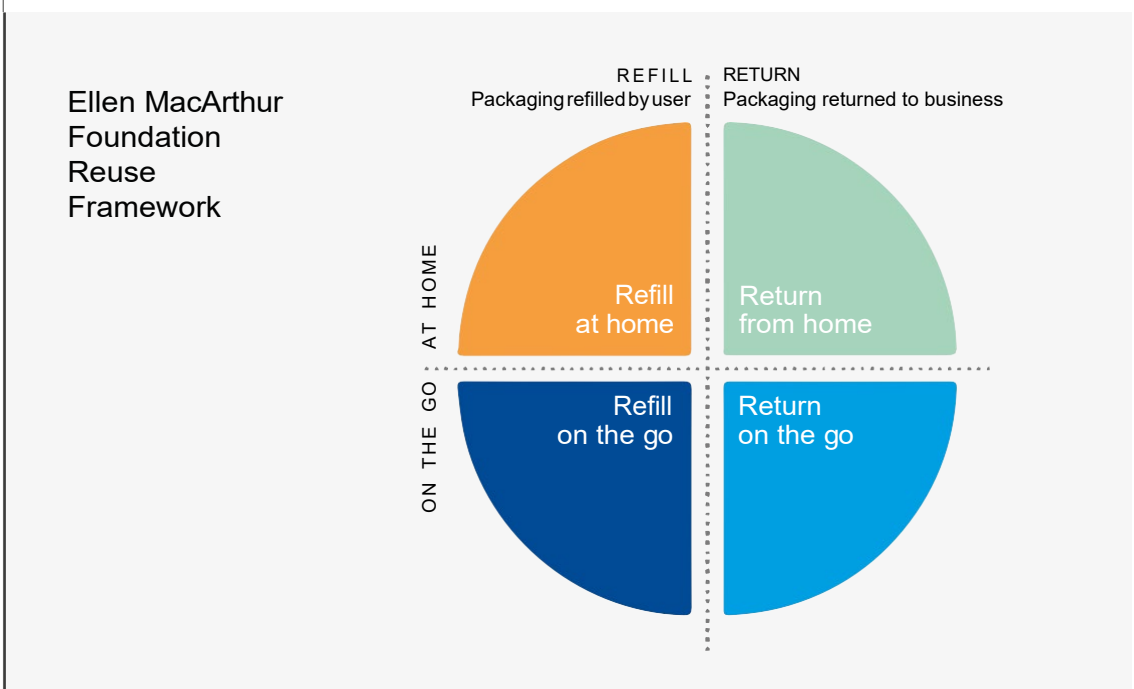 Ellen MacArthur
Foundation
Reuse
Framework
REFILL
Packaging refilled by user
RETURN
Packaging returned to business
AT HOME
Refill
at home
Return
from home
ON THE GO
Refill
on the go
Return
on the go